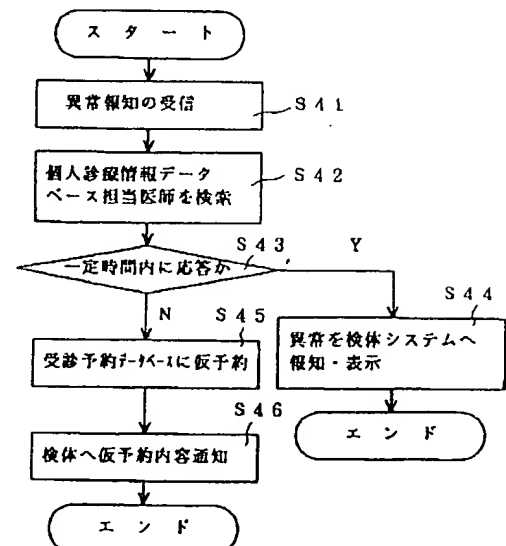 スタート
異常報知の受信
S41
個人診療情報データ
ベース担当医師を検索
S42
一定時間内に応答か
S43
Y
N
S44
異常を検体システムへ
報知・表示
エンド
S45
受診予約データベースに仮予約
S46
検体へ仮予約内容通知
エンド